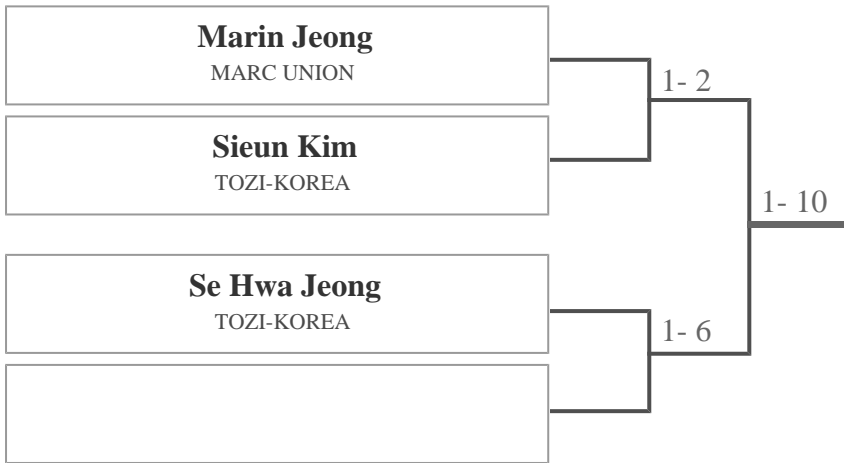 Marin Jeong
MARC UNION
1- 2
Sieun Kim
TOZI-KOREA
1- 10
Se Hwa Jeong
TOZI-KOREA
1- 6